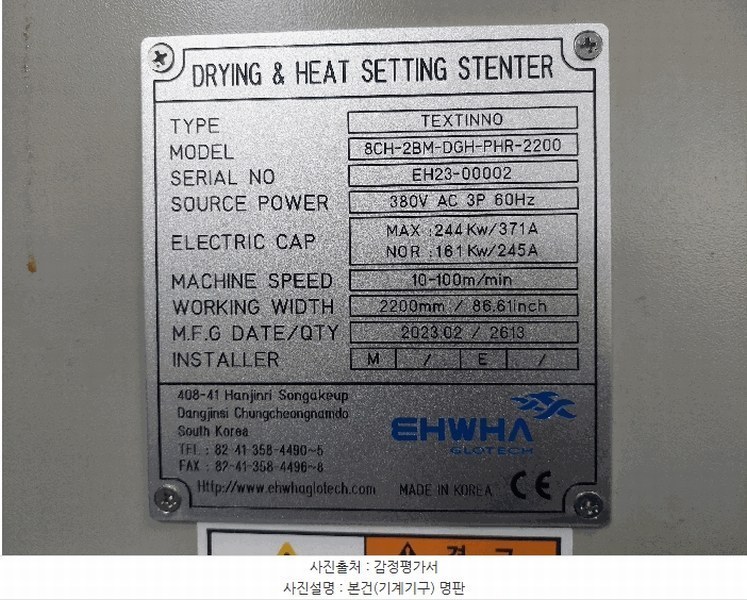 DRYING & HEAT SETTING STENTER
TYPE TEXTINNO
MODEL 8CH-2BM-DGH-PHR-2200
SERIAL NO EH23-00002
SOURCE POWER 380V AC 3P 60Hz
ELECTRIC CAP MAX :244Kw/371A
NOR :161Kw/245A
MACHINE SPEED 10-100m/min
WORKING WIDTH 2200mm / 86.61inch
M.F.G DATE/QTY 2023.02 / 2613
INSTALLER M / E /
408-41 Hanjinri Songakeup
Dangjinsi Chungcheongnamdo
South Korea
TEL : 82-41-358-4490~5
FAX : 82-41-358-4496~8
Http://www.ehwhaglotech.com
EHWHA
GLOTECH
MADE IN KOREA CE
경고
사진출처 : 감정평가서
사진설명 : 본건(기계기구) 명판